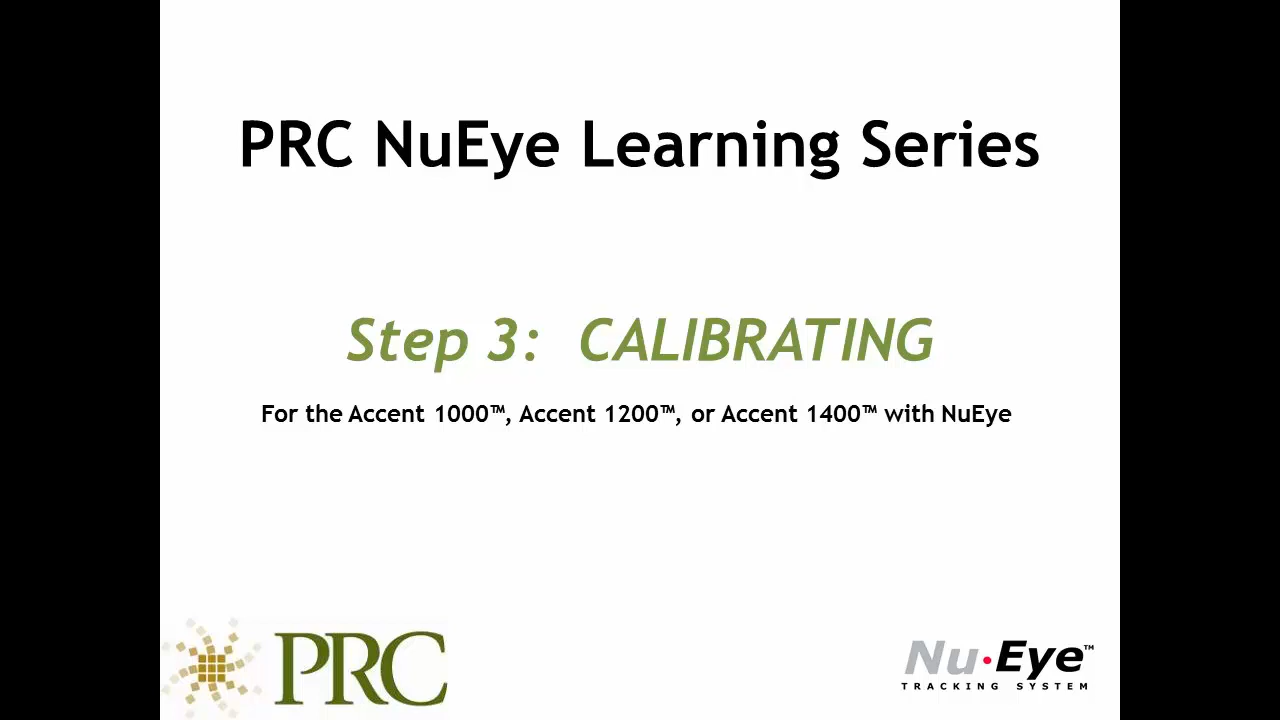 PRC NuEye Learning Series
Step 3: CALIBRATING
For the Accent 1000™, Accent 1200™, or Accent 1400™ with NuEye
PRC
Nu•Eye™
TRACKING SYSTEM